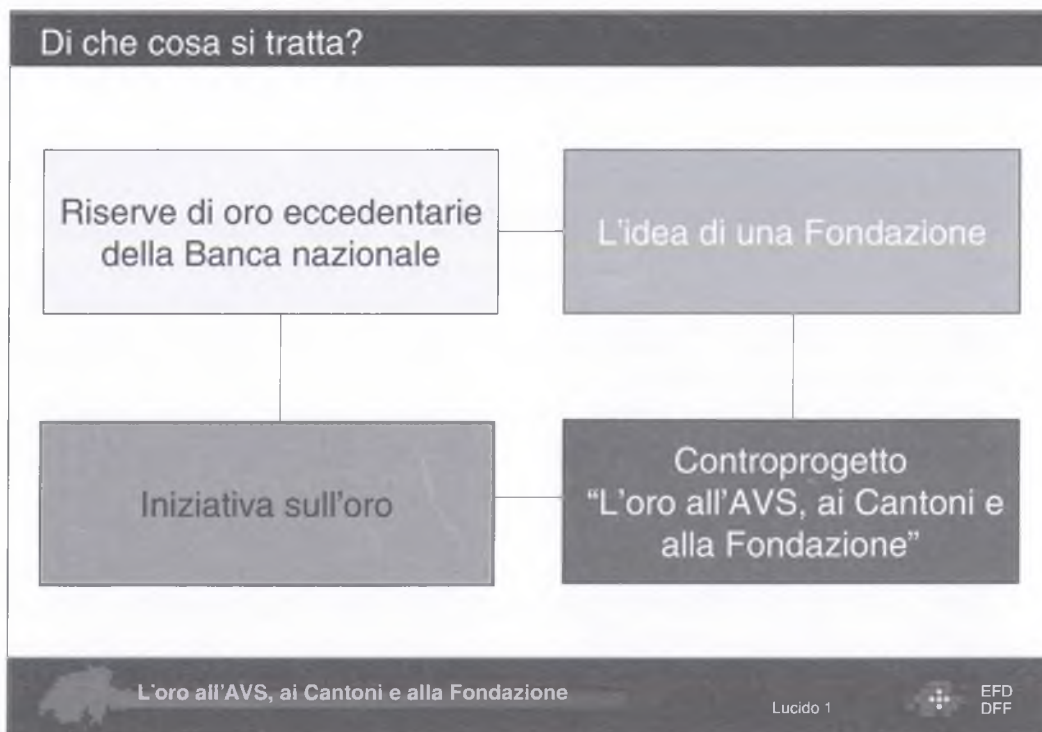 Di che cosa si tratta?
Riserve di oro eccedentarie
della Banca nazionale
L'idea di una Fondazione
Iniziativa sull'oro
Controprogetto
"L'oro all'AVS, ai Cantoni e
alla Fondazione"
L'oro all'AVS, ai Cantoni e alla Fondazione
Lucido 1
EFD
DFF